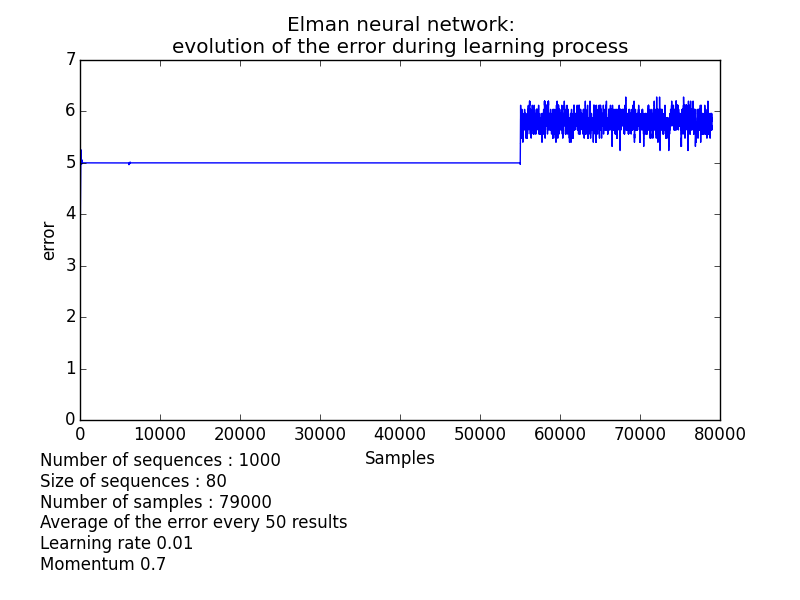 Elman neural network:
evolution of the error during learning process
7
6
5
4
3
2
1
0
error
0 10000 20000 30000 40000 50000 60000 70000 80000
Samples
Number of sequences : 1000
Size of sequences : 80
Number of samples : 79000
Average of the error every 50 results
Learning rate 0.01
Momentum 0.7